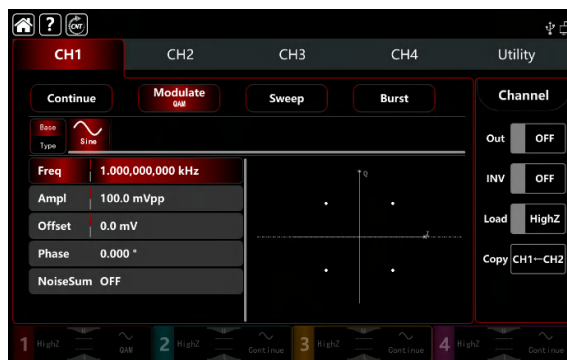 ? CNT
CH1 CH2 CH3 CH4 Utility
Continue Modulate QAM Sweep Burst Channel
Base Type Sine
Out OFF
Freq 1.000,000,000 kHz
INV OFF
Ampl 100.0 mVpp
Load HighZ
Offset 0.0 mV
Phase 0.000 °
Copy CH1←CH2
NoiseSum OFF
Q
I
1 HighZ QAM 2 HighZ Continue 3 HighZ Continue 4 HighZ Continue